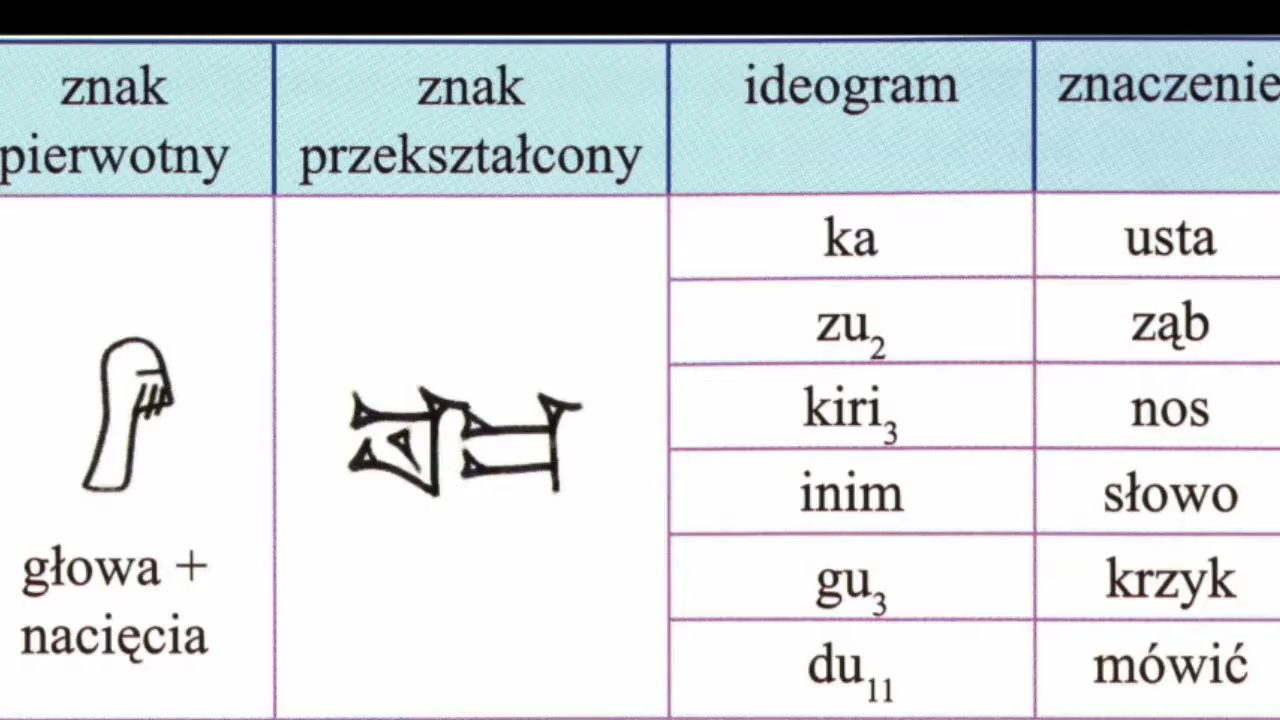 znak pierwotny
znak przekształcony
ideogram
znaczenie
głowa +
nacięcia
ka usta
zu₂ ząb
kiri₃ nos
inim słowo
gu₃ krzyk
du₁₁ mówić